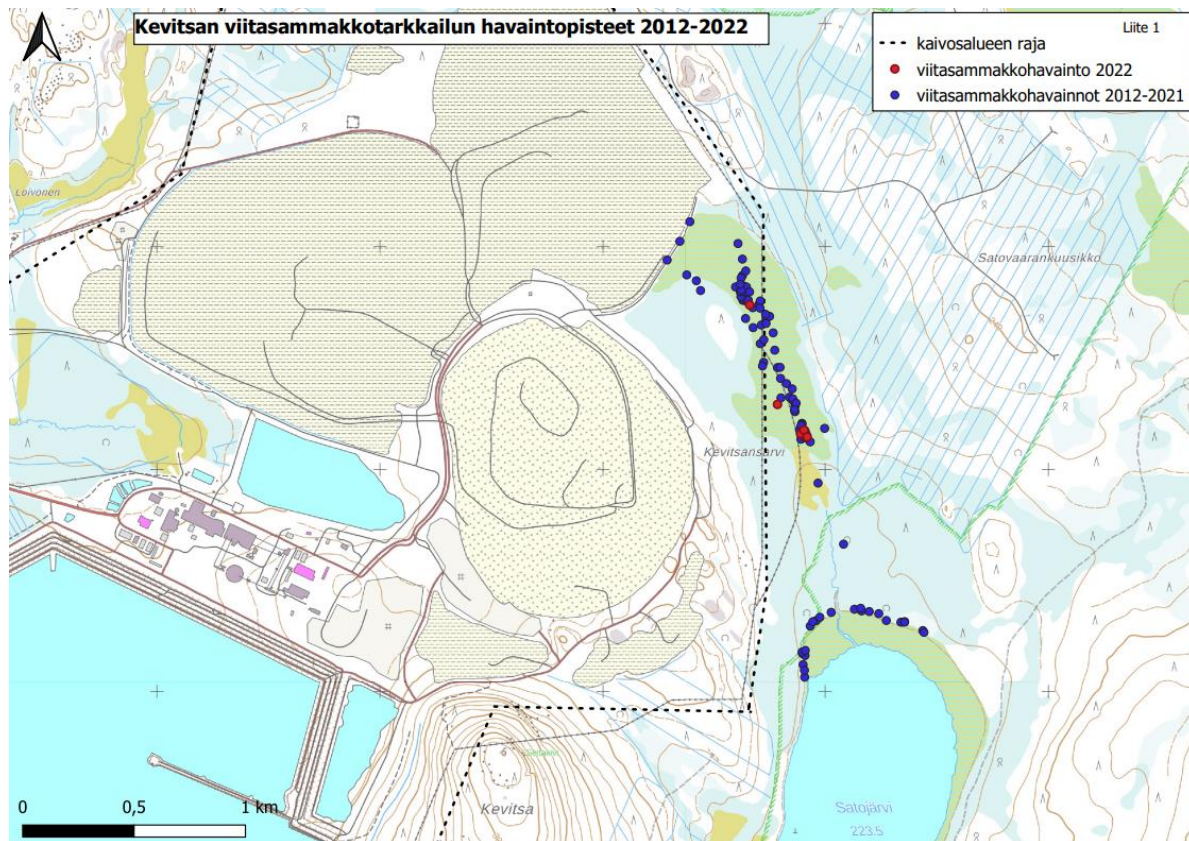 Kevitsan viitasammakkotarkkailun havaintopisteet 2012-2022
Liite 1
kaivosalueen raja
viitasammakkohavainto 2022
viitasammakkohavainnot 2012-2021
Loivonen
Satovaarankuusikko
Kevitsansarvi
Kevitsa
Satojärvi
223.5
0 0,5 1 km